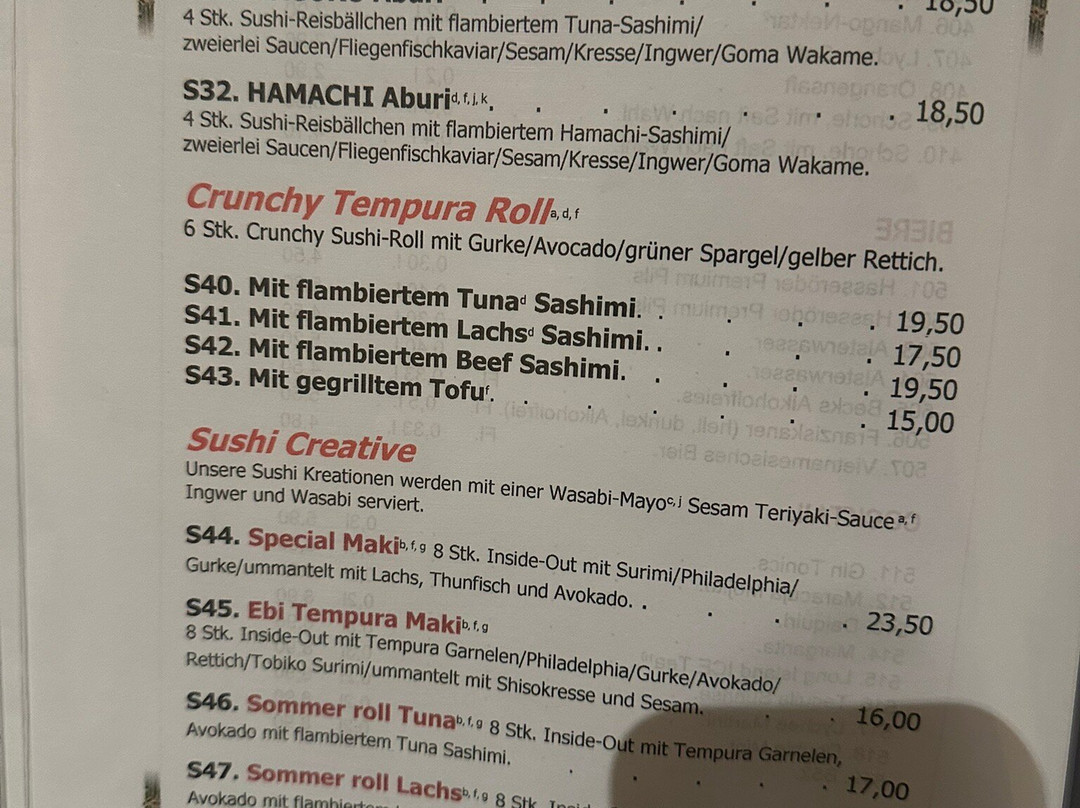 18,50
4 Stk. Sushi-Reisbällchen mit flambiertem Tuna-Sashimi/
zweierlei Saucen/Fliegenfischkaviar/Sesam/Kresse/Ingwer/Goma Wakame.
S32. HAMACHI Aburi d, f, j, k. . . . . . . 18,50
4 Stk. Sushi-Reisbällchen mit flambiertem Hamachi-Sashimi/
zweierlei Saucen/Fliegenfischkaviar/Sesam/Kresse/Ingwer/Goma Wakame.
Crunchy Tempura Roll a, d, f
6 Stk. Crunchy Sushi-Roll mit Gurke/Avocado/grüner Spargel/gelber Rettich.
S40. Mit flambiertem Tuna d Sashimi. . . . . 19,50
S41. Mit flambiertem Lachs d Sashimi. . . . . 17,50
S42. Mit flambiertem Beef Sashimi. . . . . 19,50
S43. Mit gegrilltem Tofu f. . . . . . . 15,00
Sushi Creative
Unsere Sushi Kreationen werden mit einer Wasabi-Mayo c, j Sesam Teriyaki-Sauce a, f
Ingwer und Wasabi serviert.
S44. Special Maki b, f, g 8 Stk. Inside-Out mit Surimi/Philadelphia/
Gurke/ummantelt mit Lachs, Thunfisch und Avokado. . . . . 23,50
S45. Ebi Tempura Maki b, f, g
8 Stk. Inside-Out mit Tempura Garnelen/Philadelphia/Gurke/Avokado/
Rettich/Tobiko Surimi/ummantelt mit Shisokresse und Sesam. . . 16,00
S46. Sommer roll Tuna b, f, g 8 Stk. Inside-Out mit Tempura Garnelen,
Avokado mit flambiertem Tuna Sashimi. . . . . . 17,00
S47. Sommer roll Lachs b, f, g 8 Stk.
Avokado mit